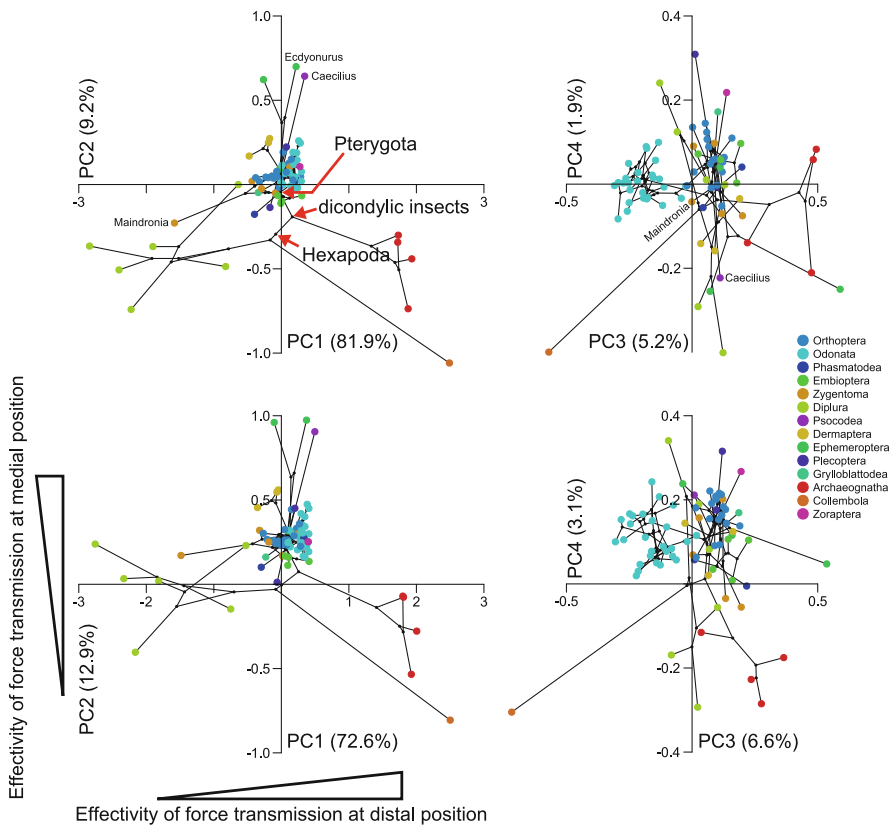 1.0
Ecdyonurus
Caecilius
PC2 (9.2%)
0.5
Pterygota
-3
3
dicondylic insects
Maindronia
Hexapoda
-0.5
PC1 (81.9%)
-1.0
0.4
PC4 (1.9%)
0.2
-0.5
0.5
Maindronia
-0.2
Caecilius
PC3 (5.2%)
Orthoptera
Odonata
Phasmatodea
Embioptera
Zygentoma
Diplura
Psocodea
Dermaptera
Ephemeroptera
Plecoptera
Grylloblattodea
Archaeognatha
Collembola
Zoraptera
Effectivity of force transmission at medial position
1.0
0.5
-3
-2
-1
1
2
3
PC2 (12.9%)
-0.5
PC1 (72.6%)
-1.0
0.4
0.2
PC4 (3.1%)
-0.5
0.5
-0.2
PC3 (6.6%)
-0.4
Effectivity of force transmission at distal position